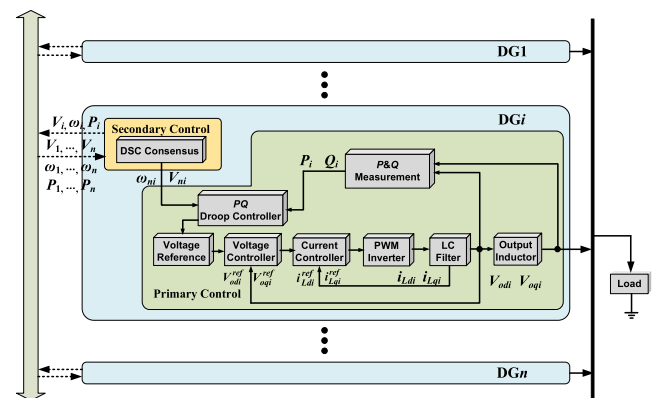 DG1
DGi
V_i, ω_i, P_i
V_1, ..., V_n
ω_1, ..., ω_n
P_1, ..., P_n
Secondary Control
DSC Consensus
ω_ni V_ni
P_i Q_i
P&Q
Measurement
PQ
Droop Controller
Voltage
Reference
Voltage
Controller
Current
Controller
PWM
Inverter
LC
Filter
Output
Inductor
V_odi^ref V_oqi^ref
i_Ldi^ref i_Lqi^ref
i_Ldi i_Lqi
V_odi V_oqi
Primary Control
Load
DGn